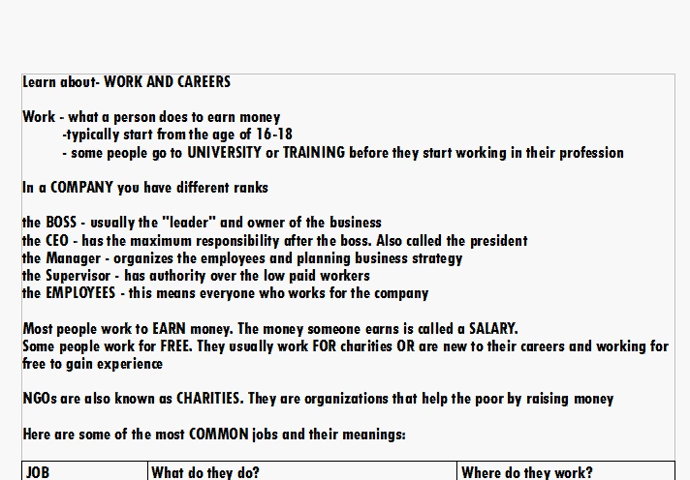 Learn about- WORK AND CAREERS
Work - what a person does to earn money
-typically start from the age of 16-18
- some people go to UNIVERSITY or TRAINING before they start working in their profession
In a COMPANY you have different ranks
the BOSS - usually the "leader" and owner of the business
the CEO - has the maximum responsibility after the boss. Also called the president
the Manager - organizes the employees and planning business strategy
the Supervisor - has authority over the low paid workers
the EMPLOYEES - this means everyone who works for the company
Most people work to EARN money. The money someone earns is called a SALARY.
Some people work for FREE. They usually work FOR charities OR are new to their careers and working for
free to gain experience
NGOs are also known as CHARITIES. They are organizations that help the poor by raising money
Here are some of the most COMMON jobs and their meanings:
JOB What do they do? Where do they work?